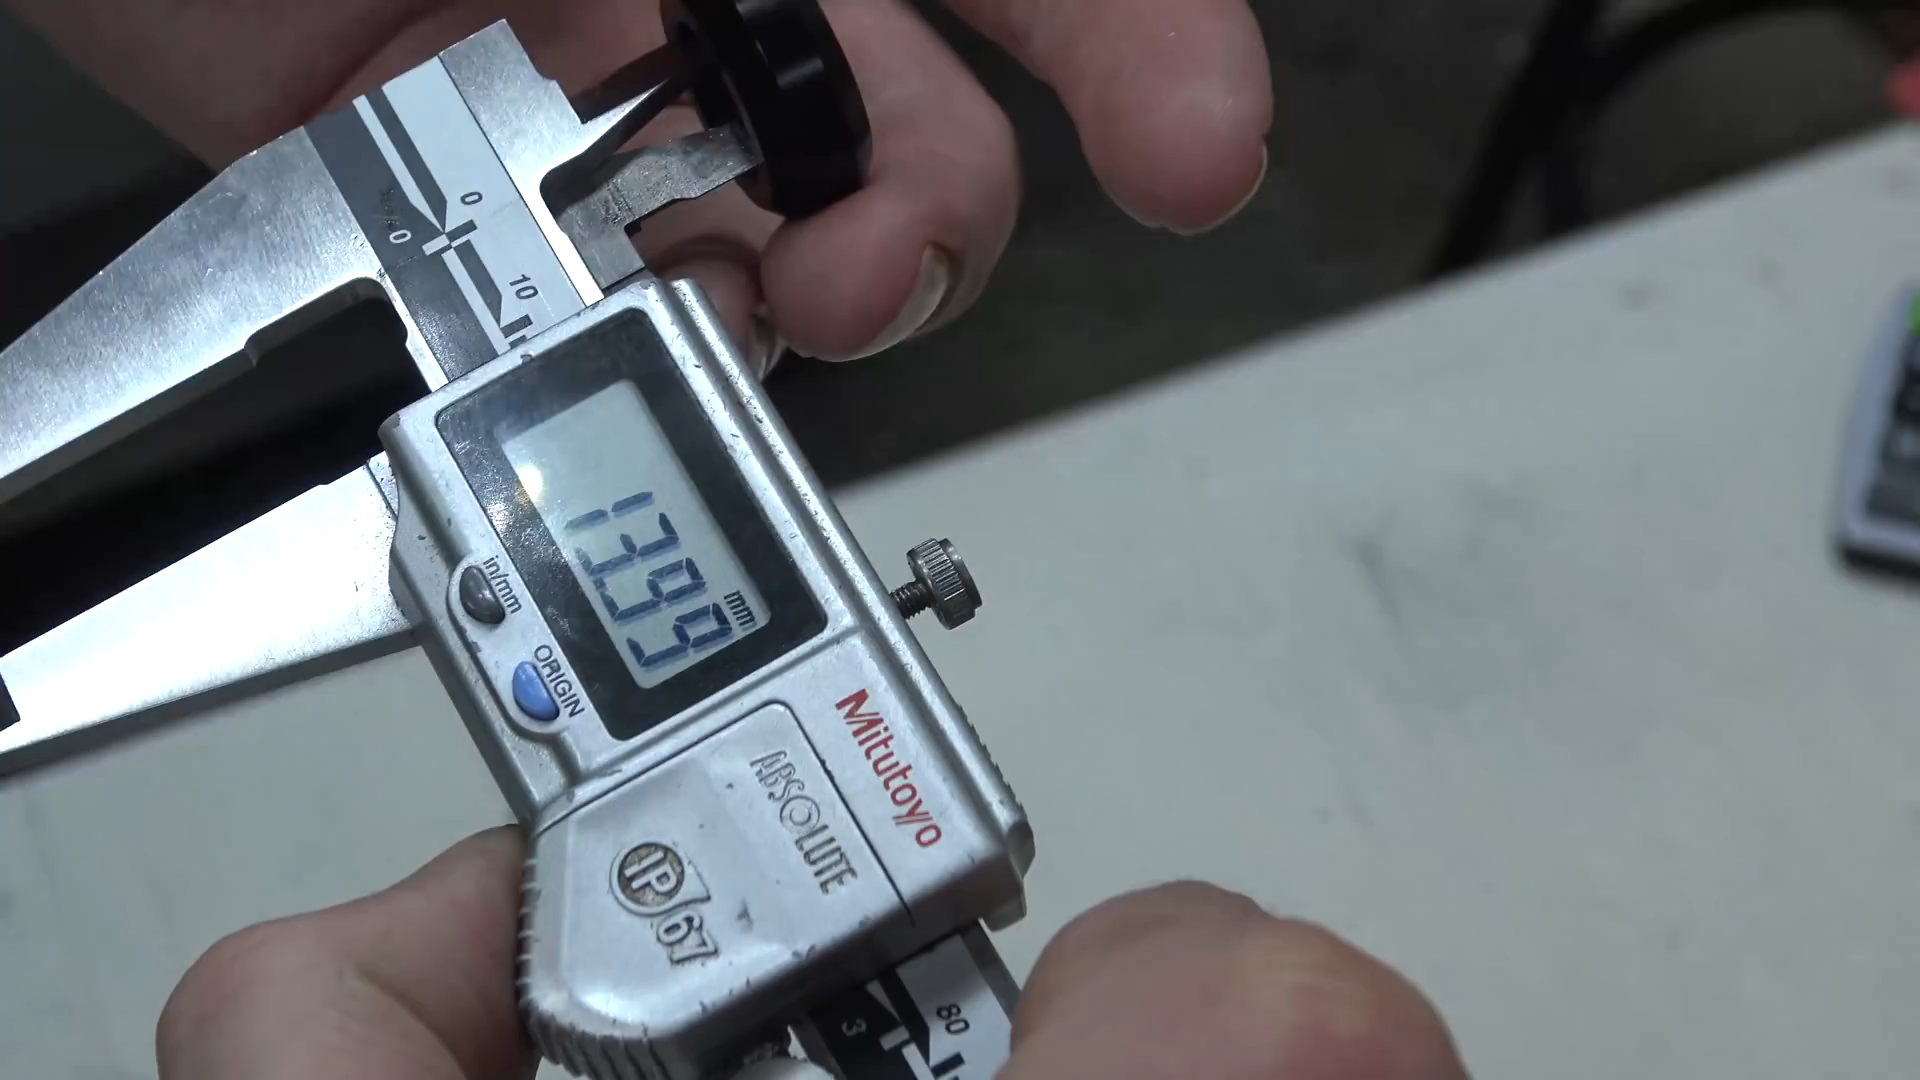 0
0
10
13.99 mm
in/mm
ORIGIN
Mitutoyo
ABSOLUTE
IP67
3
80